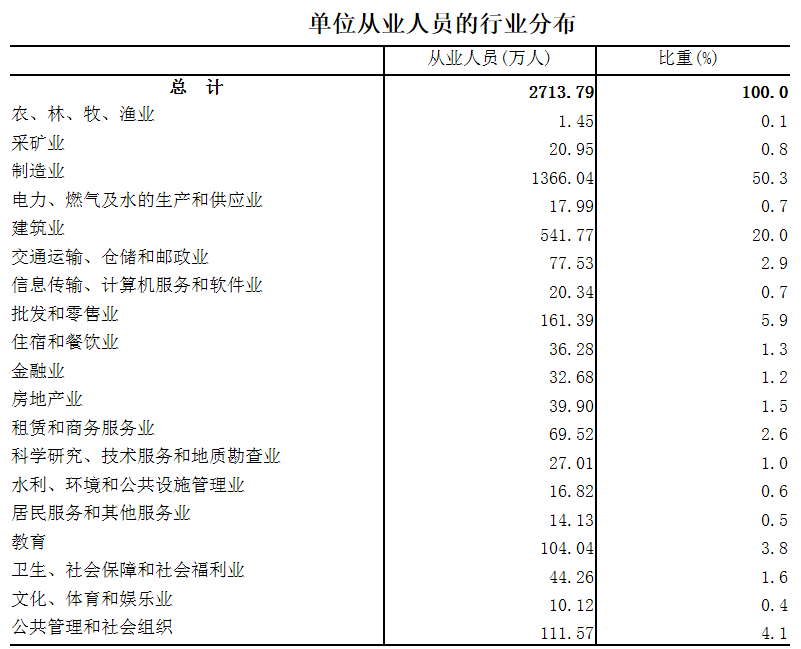 单位从业人员的行业分布
从业人员(万人) 比重(%)
总 计 2713.79 100.0
农、林、牧、渔业 1.45 0.1
采矿业 20.95 0.8
制造业 1366.04 50.3
电力、燃气及水的生产和供应业 17.99 0.7
建筑业 541.77 20.0
交通运输、仓储和邮政业 77.53 2.9
信息传输、计算机服务和软件业 20.34 0.7
批发和零售业 161.39 5.9
住宿和餐饮业 36.28 1.3
金融业 32.68 1.2
房地产业 39.90 1.5
租赁和商务服务业 69.52 2.6
科学研究、技术服务和地质勘查业 27.01 1.0
水利、环境和公共设施管理业 16.82 0.6
居民服务和其他服务业 14.13 0.5
教育 104.04 3.8
卫生、社会保障和社会福利业 44.26 1.6
文化、体育和娱乐业 10.12 0.4
公共管理和社会组织 111.57 4.1